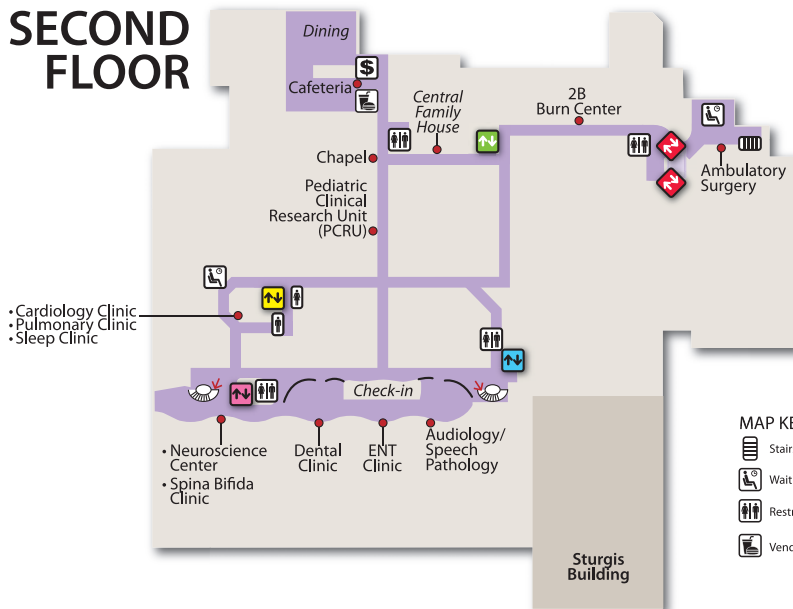 SECOND
FLOOR
Dining
$
Cafeteria
Central
Family
House
2B
Burn Center
Chapel
Ambulatory
Surgery
Pediatric
Clinical
Research Unit
(PCRU)
• Cardiology Clinic
• Pulmonary Clinic
• Sleep Clinic
Check-in
• Neuroscience
Center
• Spina Bifida
Clinic
Dental
Clinic
ENT
Clinic
Audiology/
Speech
Pathology
MAP KE
Stair
Wait
Restr
Vend
Sturgis
Building